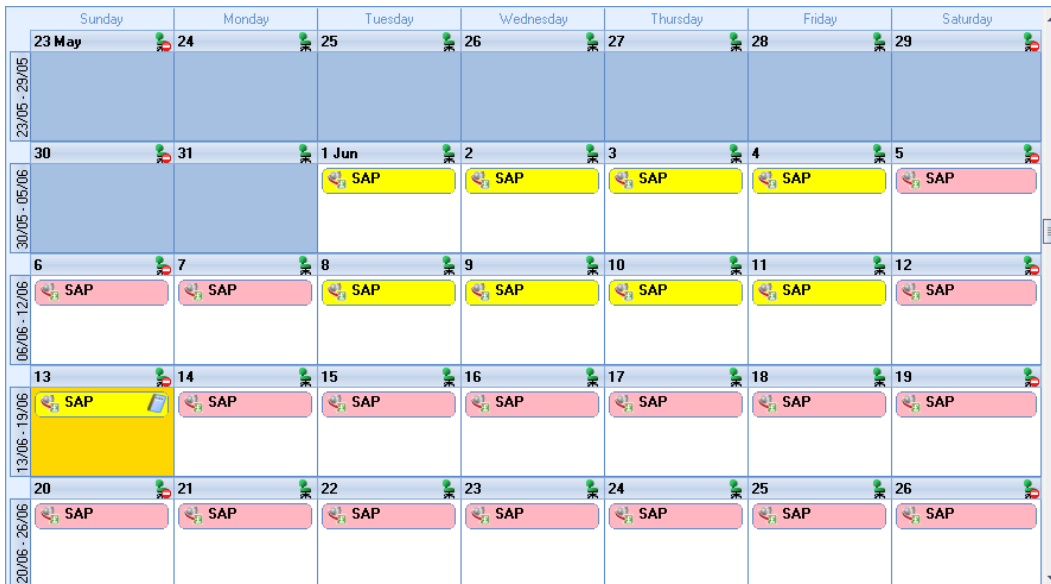 Sunday Monday Tuesday Wednesday Thursday Friday Saturday
23/05 - 29/05
23 May 24 25 26 27 28 29
30/05 - 05/06
30 31 1 Jun 2 3 4 5
SAP SAP SAP SAP SAP
06/06 - 12/06
6 7 8 9 10 11 12
SAP SAP SAP SAP SAP SAP SAP
13/06 - 19/06
13 14 15 16 17 18 19
SAP SAP SAP SAP SAP SAP SAP
20/06 - 26/06
20 21 22 23 24 25 26
SAP SAP SAP SAP SAP SAP SAP